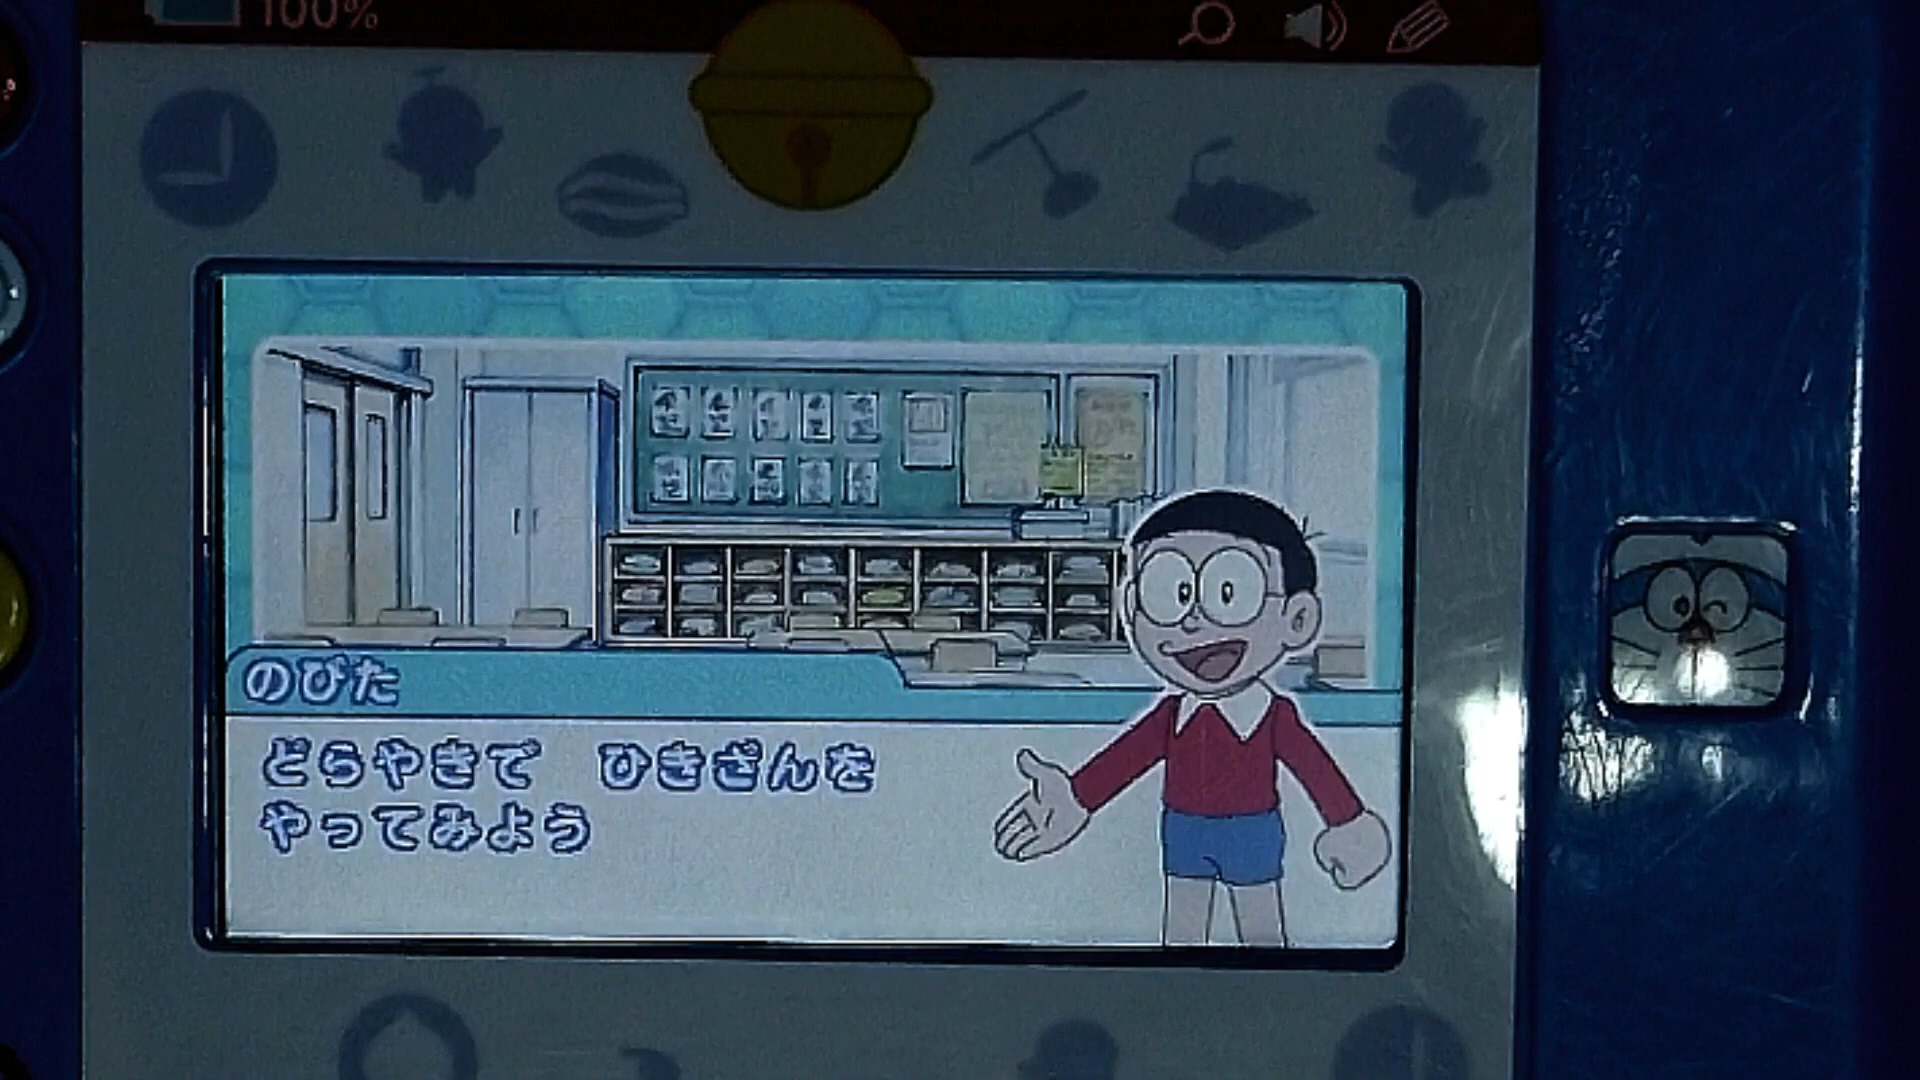 100%
のびた
どらやきで ひきざんを
やってみよう